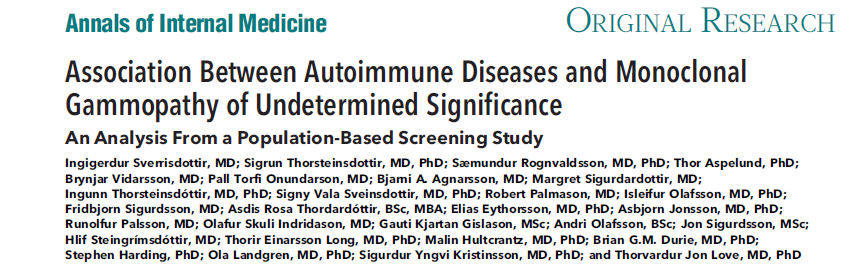 Annals of Internal Medicine
ORIGINAL RESEARCH
Association Between Autoimmune Diseases and Monoclonal
Gammopathy of Undetermined Significance
An Analysis From a Population-Based Screening Study
Ingigerdur Sverrisdottir, MD; Sigrun Thorsteinsdottir, MD, PhD; Sæmundur Rognvaldsson, MD, PhD; Thor Aspelund, PhD;
Brynjar Vidarsson, MD; Pall Torfi Onundarson, MD; Bjarni A. Agnarsson, MD; Margret Sigurdardottir, MD;
Ingunn Thorsteinsdóttir, MD, PhD; Signy Vala Sveinsdottir, MD, PhD; Robert Palmason, MD; Isleifur Olafsson, MD, PhD;
Fridbjorn Sigurdsson, MD; Asdis Rosa Thordardóttir, BSc, MBA; Elias Eythorsson, MD, PhD; Asbjorn Jonsson, MD, PhD;
Runolfur Palsson, MD; Olafur Skuli Indridason, MD; Gauti Kjartan Gislason, MSc; Andri Olafsson, BSc; Jon Sigurdsson, MSc;
Hlif Steingrímsdóttir, MD; Thorir Einarsson Long, MD, PhD; Malin Hultcrantz, MD, PhD; Brian G.M. Durie, MD, PhD;
Stephen Harding, PhD; Ola Landgren, MD, PhD; Sigurdur Yngvi Kristinsson, MD, PhD; and Thorvardur Jon Love, MD, PhD